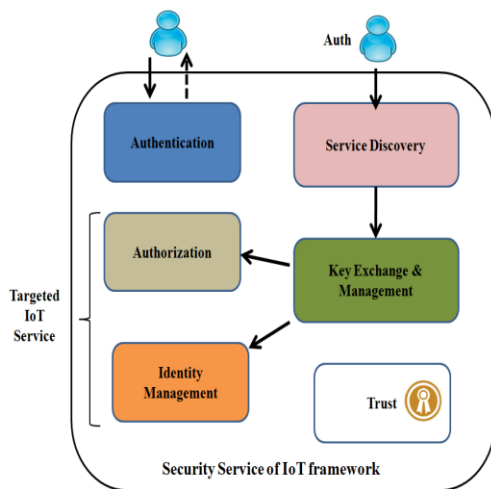 Auth
Authentication
Service Discovery
Authorization
Key Exchange &
Management
Targeted
IoT
Service
Identity
Management
Trust
Security Service of IoT framework